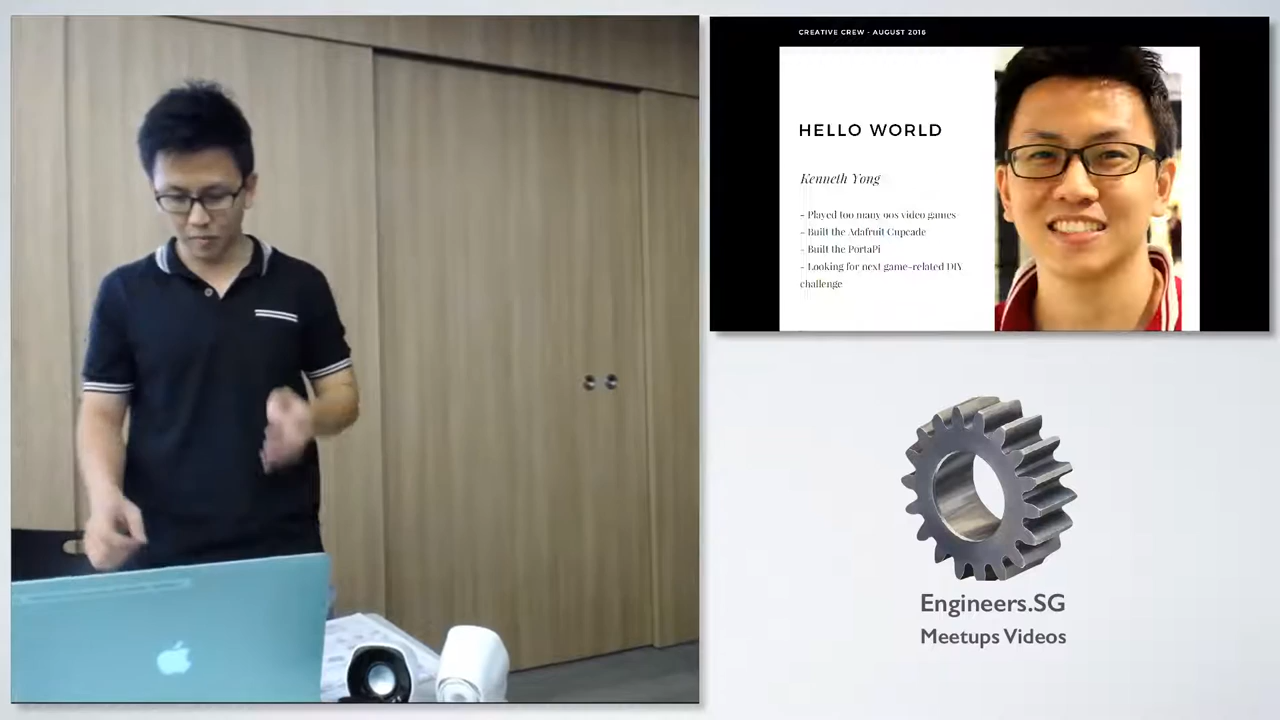 CREATIVE CREW - AUGUST 2016
HELLO WORLD
Kenneth Yong
- Played too many 90s video games
- Built the Adafruit Cupcade
- Built the PortaPi
- Looking for next game-related DIY
challenge
Engineers.SG
Meetups Videos